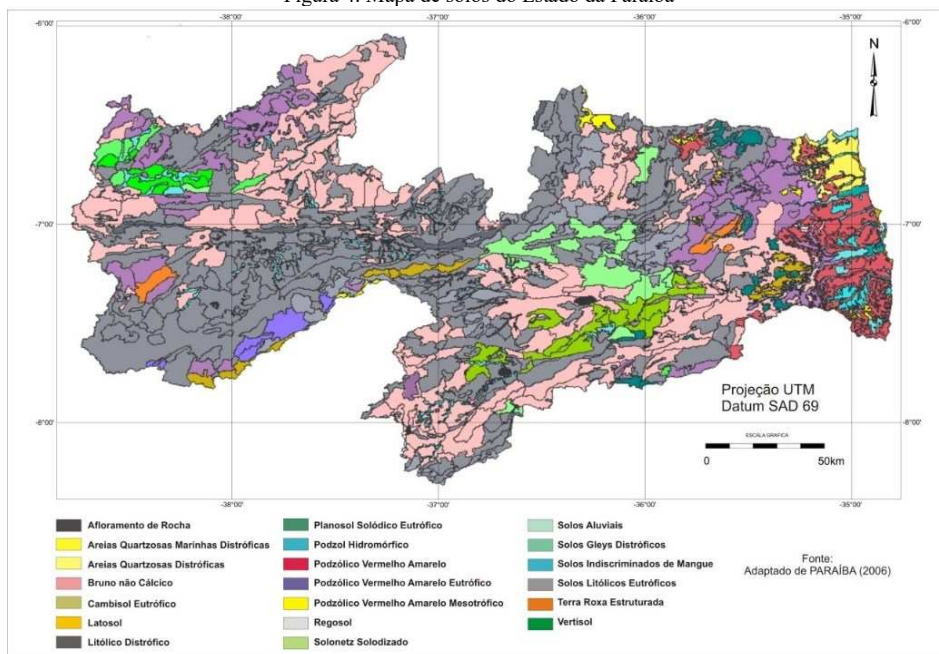 Figura 4. Mapa de solos do Estado da Paraíba
-6°00'
-6°00'
N
-7°00'
-7°00'
Projeção UTM
Datum SAD 69
-8°00'
-8°00'
ESCALA GRÁFICA
0 50km
-38°00' -37°00' -36°00' -35°00'
Afloramento de Rocha
Areias Quartzosas Marinhas Distróficas
Areias Quartzosas Distróficas
Bruno não Cálcico
Cambisol Eutrófico
Latosol
Litólico Distrófico
Planosol Solódico Eutrófico
Podzol Hidromórfico
Podzólico Vermelho Amarelo
Podzólico Vermelho Amarelo Eutrófico
Podzólico Vermelho Amarelo Mesotrófico
Regosol
Solonetz Solodizado
Solos Aluviais
Solos Gleys Distróficos
Solos Indiscriminados de Mangue
Solos Litólicos Eutróficos
Terra Roxa Estruturada
Vertisol
Fonte:
Adaptado de PARAÍBA (2006)